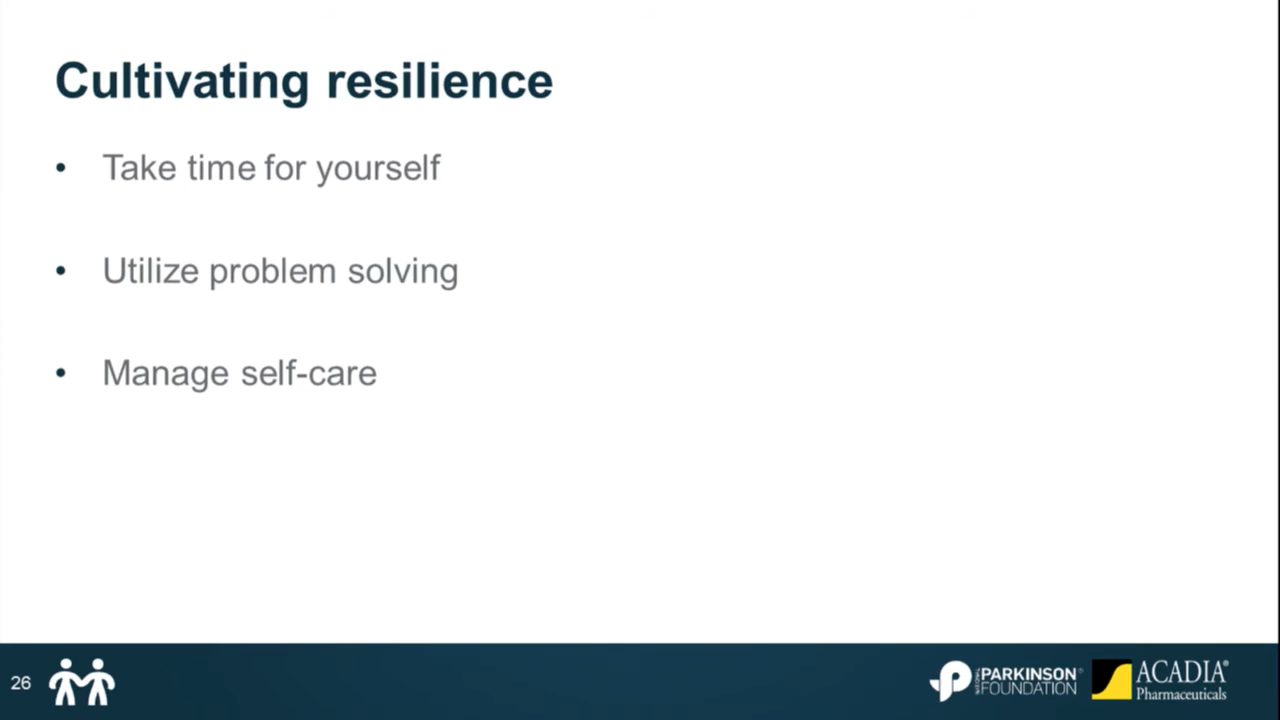 Cultivating resilience
• Take time for yourself
• Utilize problem solving
• Manage self-care
26
PARKINSON®
FOUNDATION
ACADIA®
Pharmaceuticals